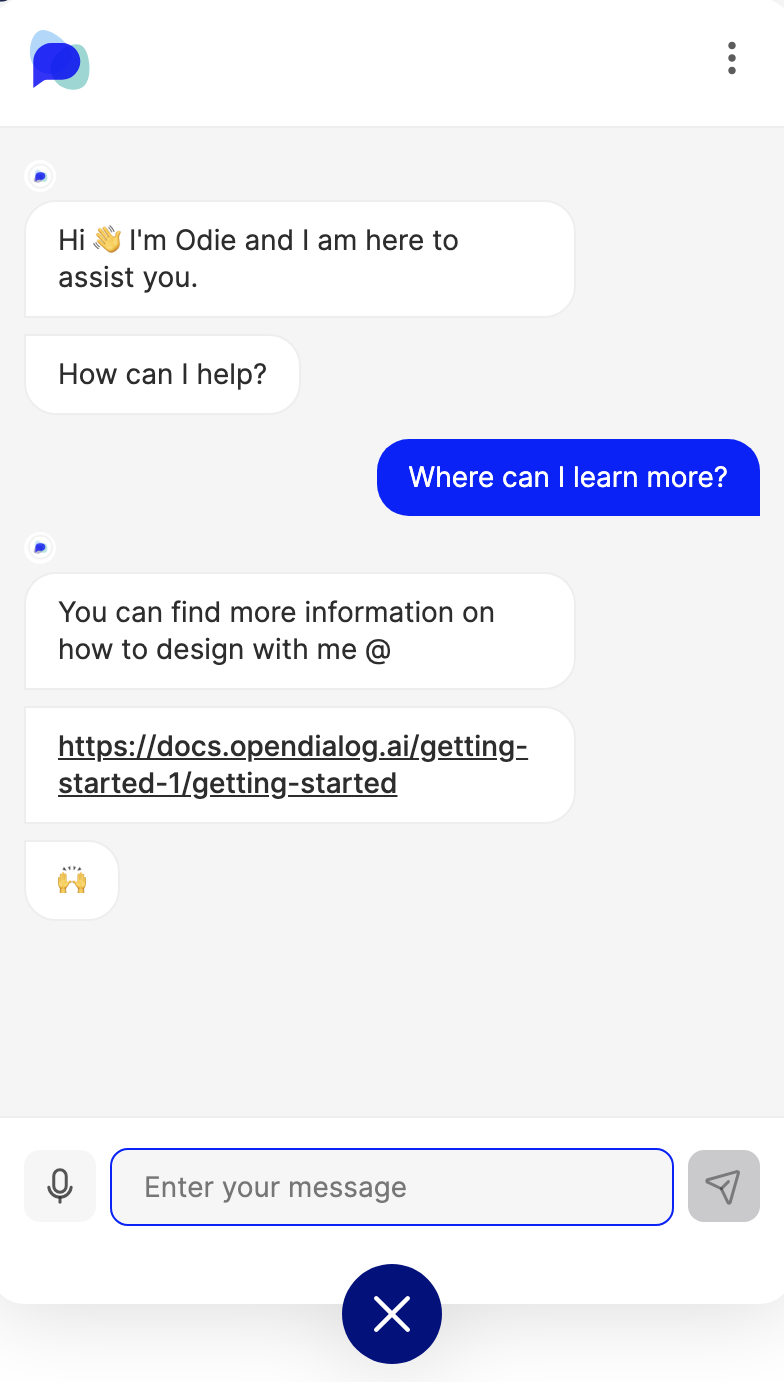 Hi 👋 I'm Odie and I am here to
assist you.
How can I help?
Where can I learn more?
You can find more information on
how to design with me @
https://docs.opendialog.ai/getting-
started-1/getting-started
🙌
Enter your message